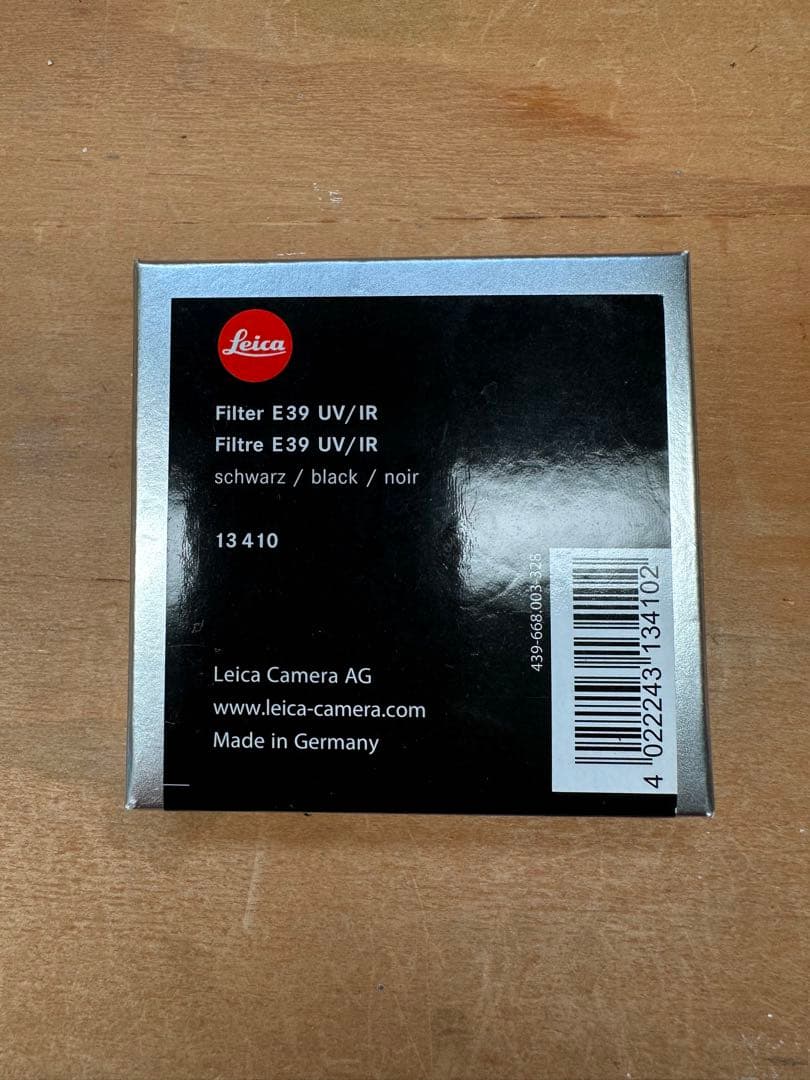 Leica
Filter E39 UV/IR
Filtre E39 UV/IR
schwarz / black / noir
13 410
439-668.003-328
4 022243 134102
Leica Camera AG
www.leica-camera.com
Made in Germany